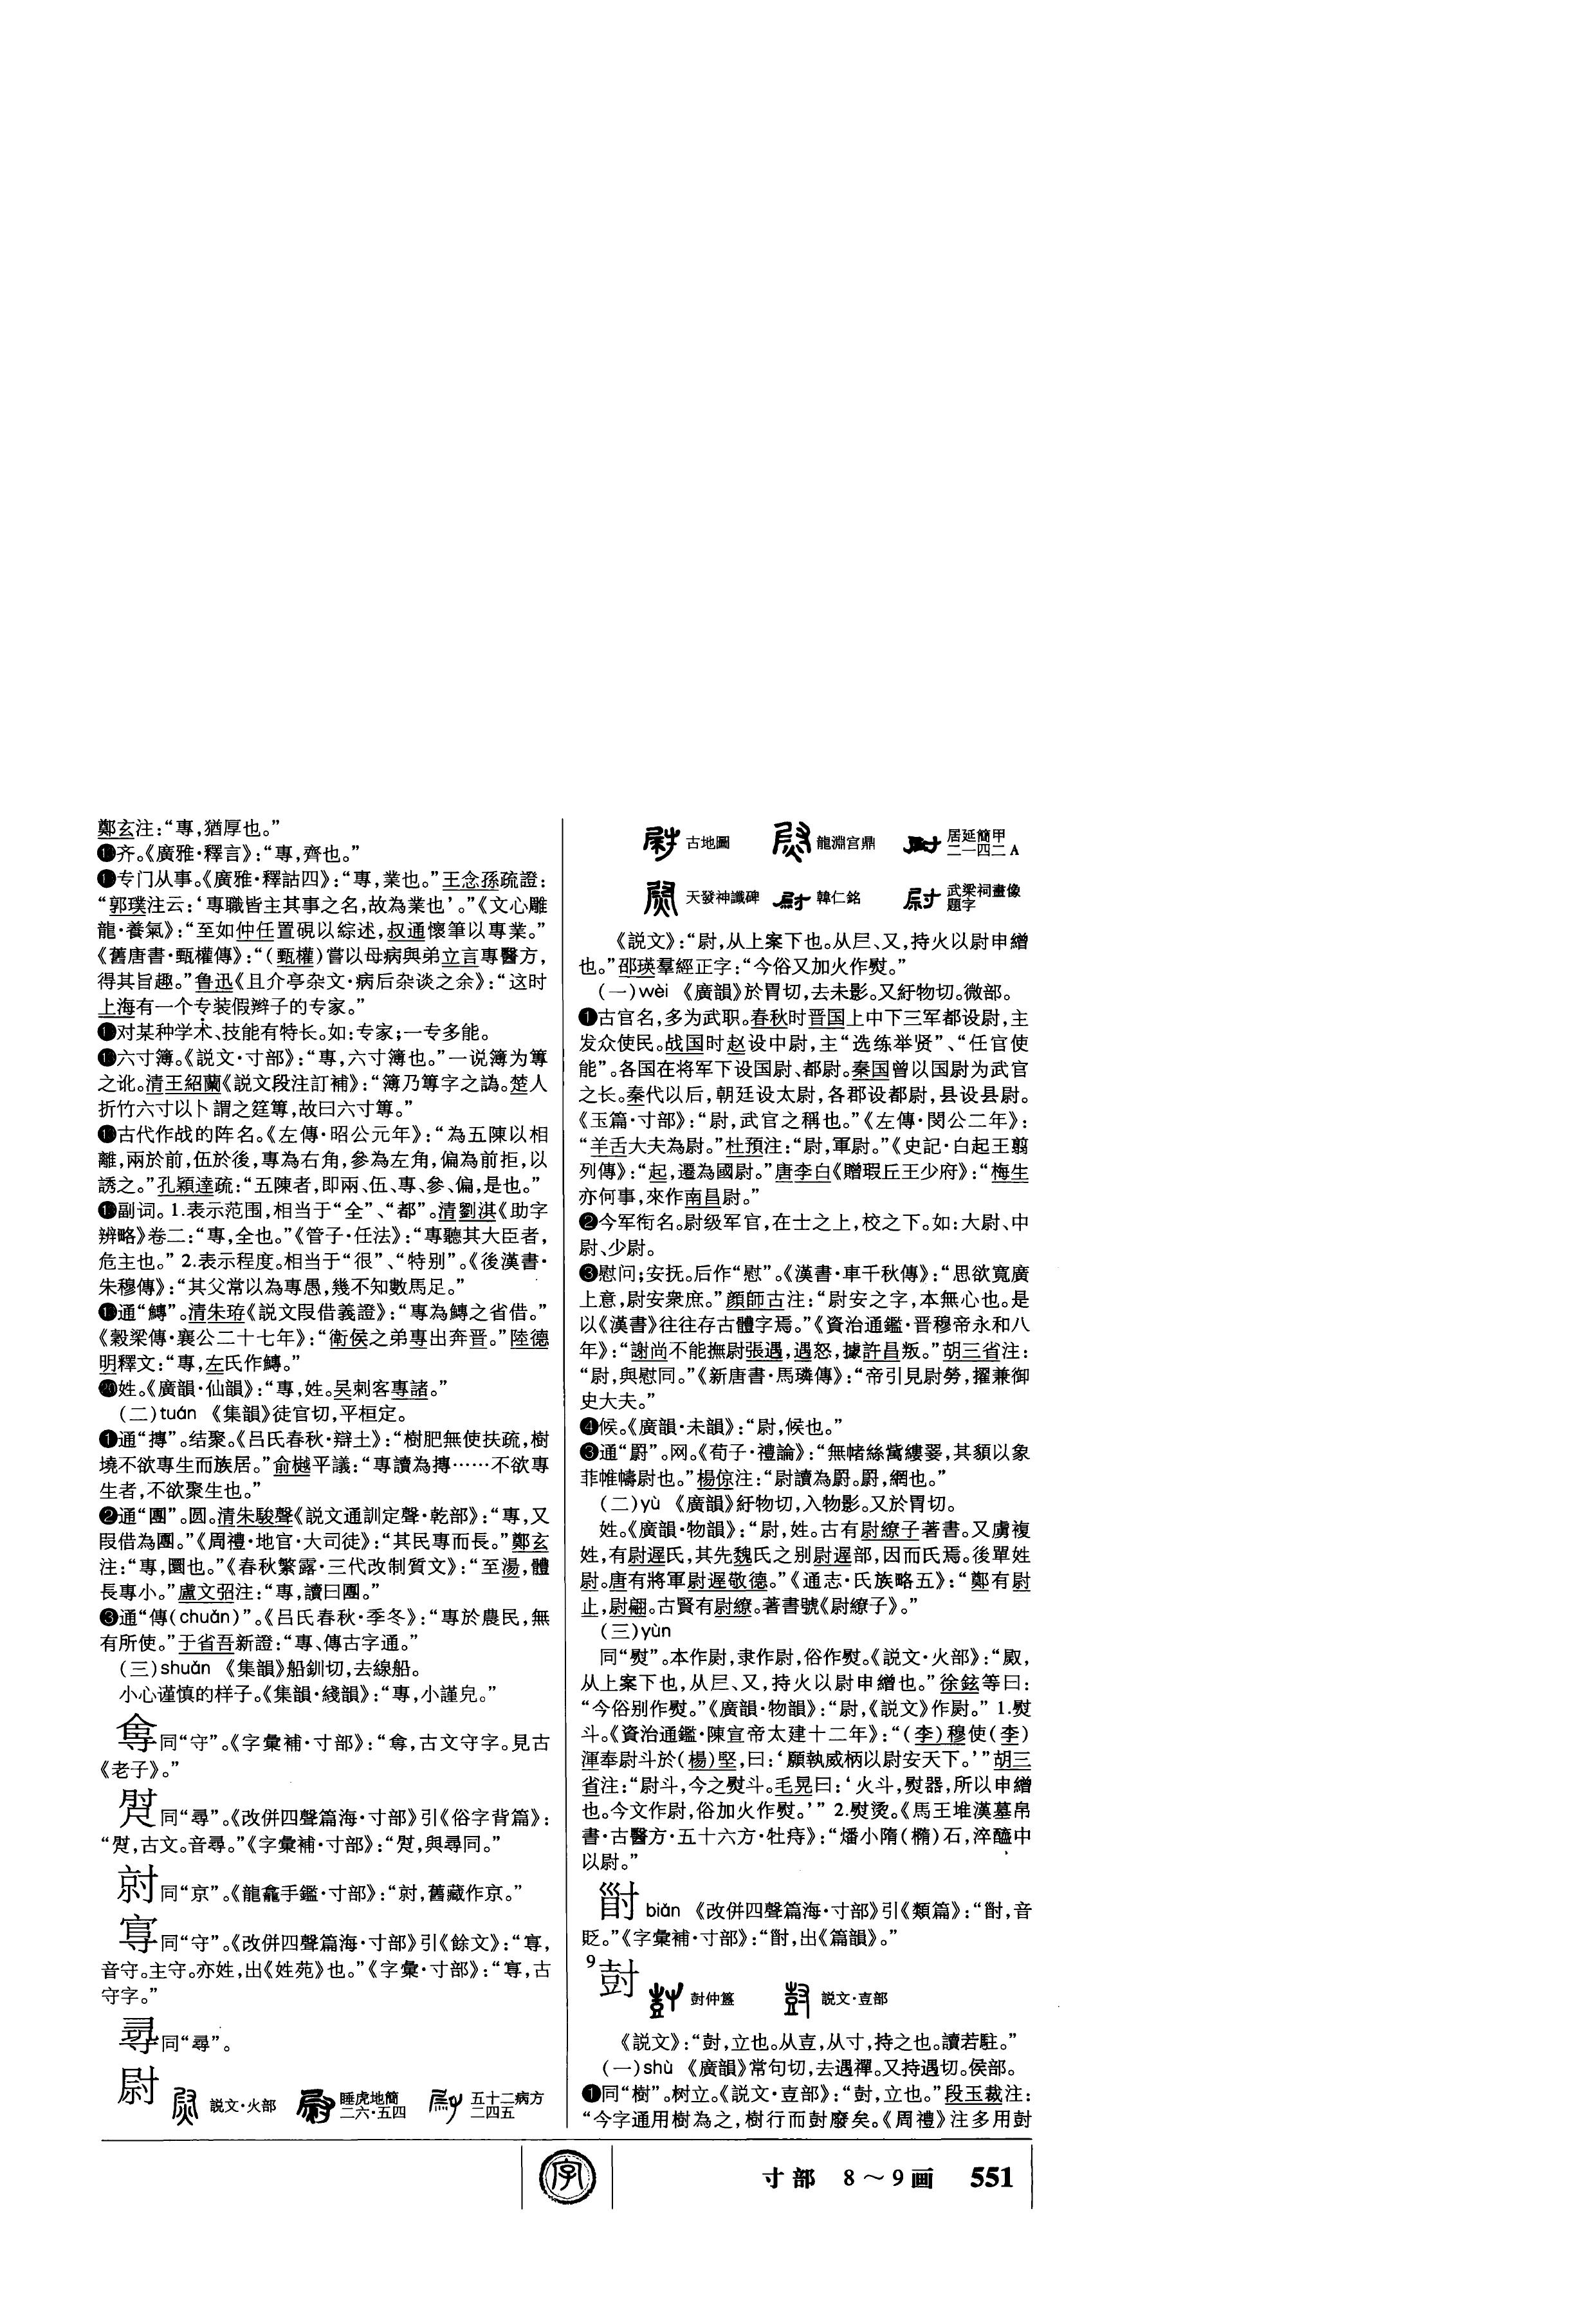 鄭玄注：“專，猶厚也。”
齐。《廣雅·釋言》：“專，齊也。”
专门从事。《廣雅·釋詁四》：“專，業也。”王念孫疏證：
“郭璞注云：‘專職皆主其事之名，故為業也’。”《文心雕
龍·養氣》：“至如仲任置硯以綜述，叔通懷筆以專業。”
《舊唐書·甄權傳》：“（甄權）嘗以母病與弟立言專醫方，
得其旨趣。”鲁迅《且介亭杂文·病后杂谈之余》：“这时
上海有一个专装假辫子的专家。”
对某种学术、技能有特长。如：专家；一专多能。
六寸簿。《説文·寸部》：“專，六寸簿也。”一说簿为篿
之讹。清王紹蘭《説文段注訂補》：“簿乃篿字之譌。楚人
折竹六寸以卜謂之筳篿，故曰六寸篿。”
古代作战的阵名。《左傳·昭公元年》：“為五陳以相
離，兩於前，伍於後，專為右角，參為左角，偏為前拒，以
誘之。”孔穎達疏：“五陳者，即兩、伍、專、參、偏，是也。”
副词。1.表示范围，相当于“全”、“都”。清劉淇《助字
辨略》卷二：“專，全也。”《管子·任法》：“專聽其大臣者，
危主也。” 2.表示程度。相当于“很”、“特别”。《後漢書·
朱穆傳》：“其父常以為專愚，幾不知數馬足。”
通“鱄”。清朱珔《説文叚借義證》：“專為鱄之省借。”
《穀梁傳·襄公二十七年》：“衛侯之弟專出奔晋。”陸德
明釋文：“專，左氏作鱄。”
⓴姓。《廣韻·仙韻》：“專，姓。吴刺客專諸。”
（二）tuán 《集韻》徒官切，平桓定。
❶通“摶”。结聚。《吕氏春秋·辯土》：“樹肥無使扶疏，樹
墝不欲專生而族居。”俞樾平議：“專讀為摶……不欲專
生者，不欲聚生也。”
❷通“團”。圆。清朱駿聲《説文通訓定聲·乾部》：“專，又
叚借為團。”《周禮·地官·大司徒》：“其民專而長。”鄭玄
注：“專，圜也。”《春秋繁露·三代改制質文》：“至湯，體
長專小。”盧文弨注：“專，讀曰團。”
❸通“傳（chuǎn）”。《吕氏春秋·季冬》：“專於農民，無
有所使。”于省吾新證：“專、傳古字通。”
（三）shuǎn 《集韻》船釧切，去線船。
小心谨慎的样子。《集韻·綫韻》：“專，小謹皃。”
同“守”。《字彙補·寸部》：“，古文守字。見古
《老子》。”
同“尋”。《改併四聲篇海·寸部》引《俗字背篇》：
“，古文。音尋。”《字彙補·寸部》：“，與尋同。”
同“京”。《龍龕手鑑·寸部》：“，舊藏作京。”
同“守”。《改併四聲篇海·寸部》引《餘文》：“，
音守。主守。亦姓，出《姓苑》也。”《字彙·寸部》：“，古
守字。”
同“尋”。
尉 説文·火部 睡虎地簡二六·五四 五十二病方二四五
古地圖 龍淵官鼎 居延簡甲二一四二A
天發神讖碑 韓仁銘 武梁祠畫像題字
《説文》：“尉，从上案下也。从㠯、又，持火以尉申繒
也。”邵瑛羣經正字：“今俗又加火作熨。”
（一）wèi 《廣韻》於胃切，去未影。又紆物切。微部。
❶古官名，多为武职。春秋时晋国上中下三军都设尉，主
发众使民。战国时赵设中尉，主“选练举贤”、“任官使
能”。各国在将军下设国尉、都尉。秦国曾以国尉为武官
之长。秦代以后，朝廷设太尉，各郡设都尉，县设县尉。
《玉篇·寸部》：“尉，武官之稱也。”《左傳·閔公二年》：
“羊舌大夫為尉。”杜預注：“尉，軍尉。”《史記·白起王翦
列傳》：“起，遷為國尉。”唐李白《贈瑕丘王少府》：“梅生
亦何事，來作南昌尉。”
❷今军衔名。尉级军官，在士之上，校之下。如：大尉、中
尉、少尉。
❸慰问；安抚。后作“慰”。《漢書·車千秋傳》：“思欲寬廣
上意，尉安衆庶。”顔師古注：“尉安之字，本無心也。是
以《漢書》往往存古體字焉。”《資治通鑑·晋穆帝永和八
年》：“謝尚不能撫尉張遇，遇怒，據許昌叛。”胡三省注：
“尉，與慰同。”《新唐書·馬璘傳》：“帝引見尉勞，擢兼御
史大夫。”
❹候。《廣韻·未韻》：“尉，候也。”
❸通“罻”。网。《荀子·禮論》：“無帾絲歶縷翣，其䫉以象
菲帷幬尉也。”楊倞注：“尉讀為罻。罻，網也。”
（二）yù 《廣韻》紆物切，入物影。又於胃切。
姓。《廣韻·物韻》：“尉，姓。古有尉繚子著書。又虜複
姓，有尉遲氏，其先魏氏之别尉遲部，因而氏焉。後單姓
尉。唐有將軍尉遲敬德。”《通志·氏族略五》：“鄭有尉
止，尉翩。古賢有尉繚。著書號《尉繚子》。”
（三）yùn
同“熨”。本作尉，隶作尉，俗作熨。《説文·火部》：“，
从上案下也，从㠯、又，持火以尉申繒也。”徐鉉等曰：
“今俗别作熨。”《廣韻·物韻》：“尉，《説文》作㷉。” 1.熨
斗。《資治通鑑·陳宣帝太建十二年》：“（李）穆使（李）
渾奉尉斗於（楊）堅，曰：‘願執威柄以尉安天下。’”胡三
省注：“尉斗，今之熨斗。毛晃曰：‘火斗，熨器，所以申繒
也。今文作尉，俗加火作熨。’” 2.熨烫。《馬王堆漢墓帛
書·古醫方·五十六方·牡痔》：“燔小隋（橢）石，淬醯中
以尉。”
biǎn 《改併四聲篇海·寸部》引《類篇》：“，音
貶。”《字彙補·寸部》：“，出《篇韻》。”
9 尌 尌仲簋 説文·壴部
《説文》：“尌，立也。从壴，从寸，持之也。讀若駐。”
（一）shù 《廣韻》常句切，去遇禪。又持遇切。侯部。
❶同“樹”。树立。《説文·壴部》：“尌，立也。”段玉裁注：
“今字通用樹為之，樹行而尌廢矣。《周禮》注多用尌
字
寸部 8～9画 551